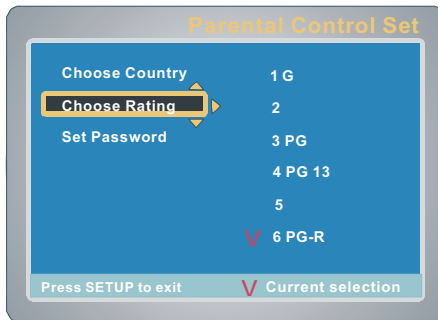 Parental Control Set
Choose Country
Choose Rating
Set Password
1 G
2
3 PG
4 PG 13
5
V 6 PG-R
Press SETUP to exit
V Current selection